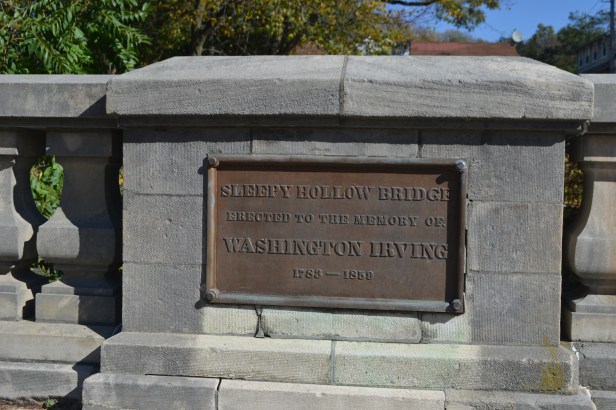 SLEEPY HOLLOW BRIDGE
ERECTED TO THE MEMORY OF
WASHINGTON IRVING
1783 — 1859